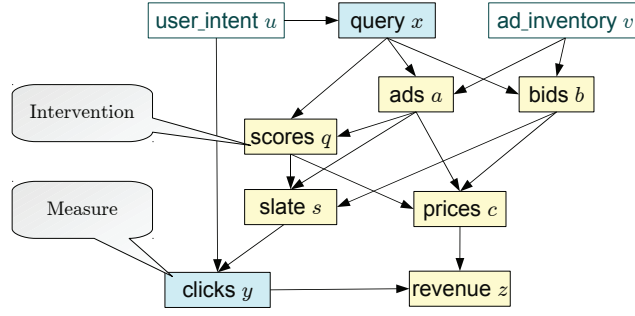 user_intent u
query x
ad_inventory v
Intervention
ads a
bids b
scores q
Measure
slate s
prices c
clicks y
revenue z